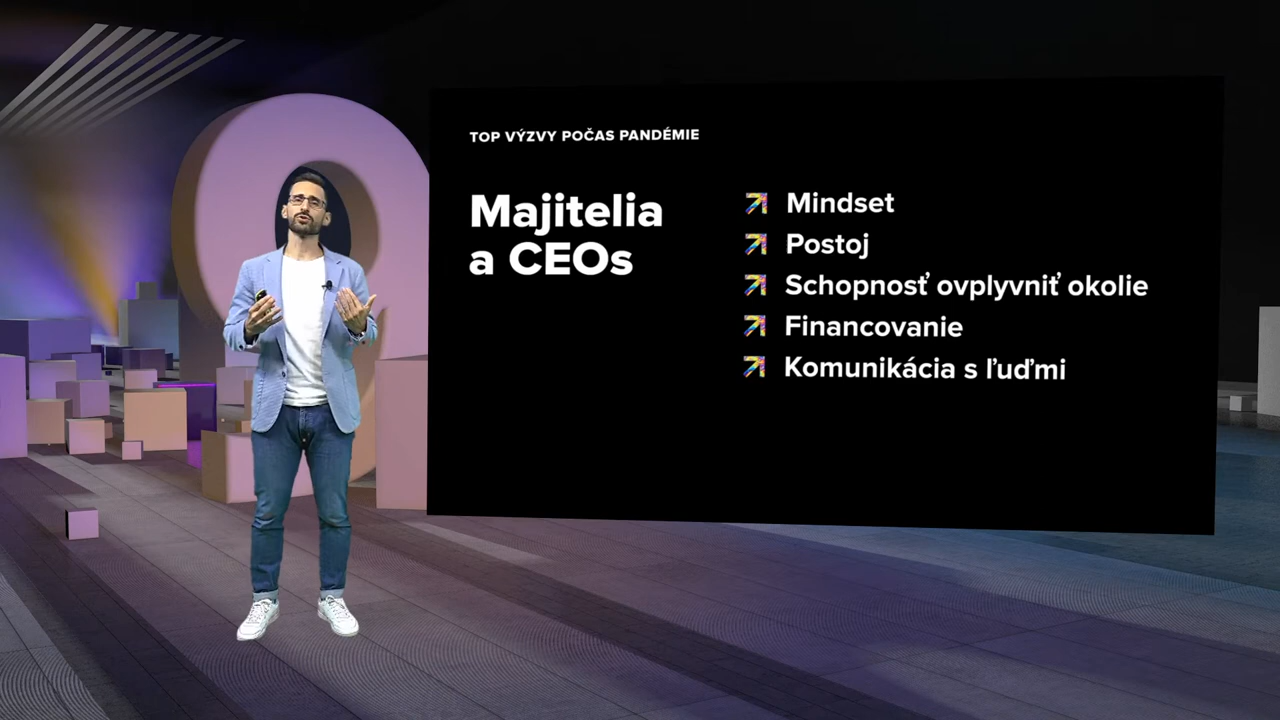 TOP VÝZVY POČAS PANDÉMIE
Majitelia
a CEOs
Mindset
Postoj
Schopnosť ovplyvniť okolie
Financovanie
Komunikácia s ľuďmi